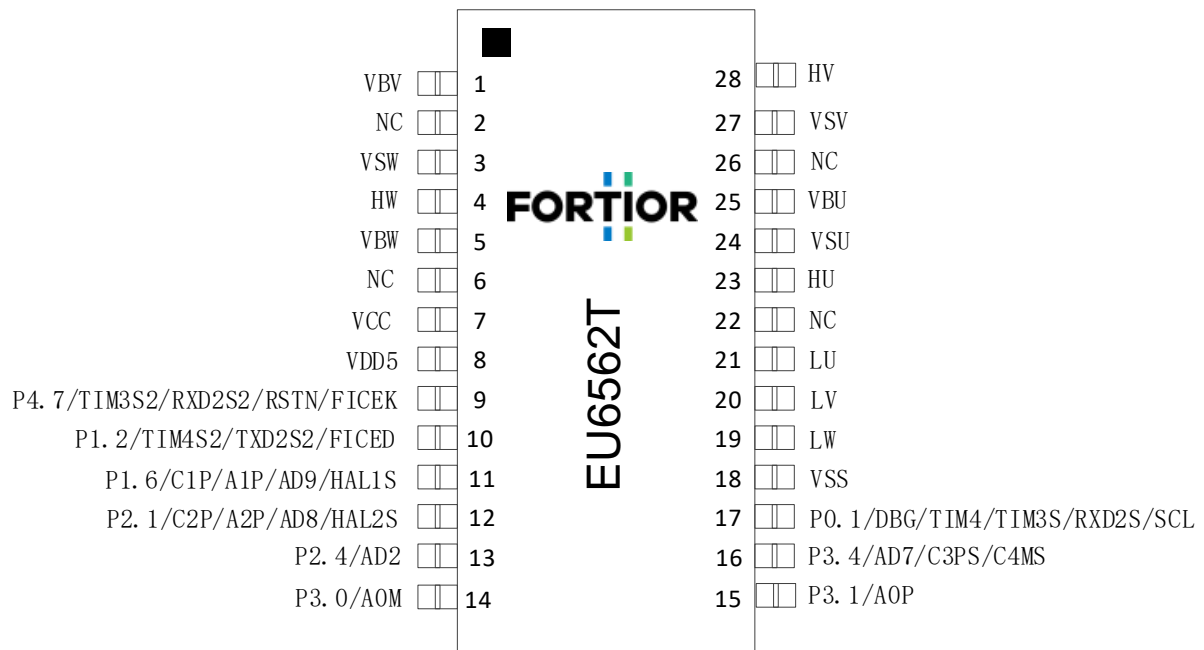 VBV 1 28 HV
NC 2 27 VSV
VSW 3 26 NC
HW 4 FORTIOR 25 VBU
VBW 5 24 VSU
NC 6 23 HU
VCC 7 22 NC
VDD5 8 21 LU
P4.7/TIM3S2/RXD2S2/RSTN/FICEK 9 20 LV
P1.2/TIM4S2/TXD2S2/FICED 10 19 LW
P1.6/C1P/A1P/AD9/HAL1S 11 18 VSS
P2.1/C2P/A2P/AD8/HAL2S 12 17 P0.1/DBG/TIM4/TIM3S/RXD2S/SCL
P2.4/AD2 13 16 P3.4/AD7/C3PS/C4MS
P3.0/A0M 14 15 P3.1/A0P
EU6562T